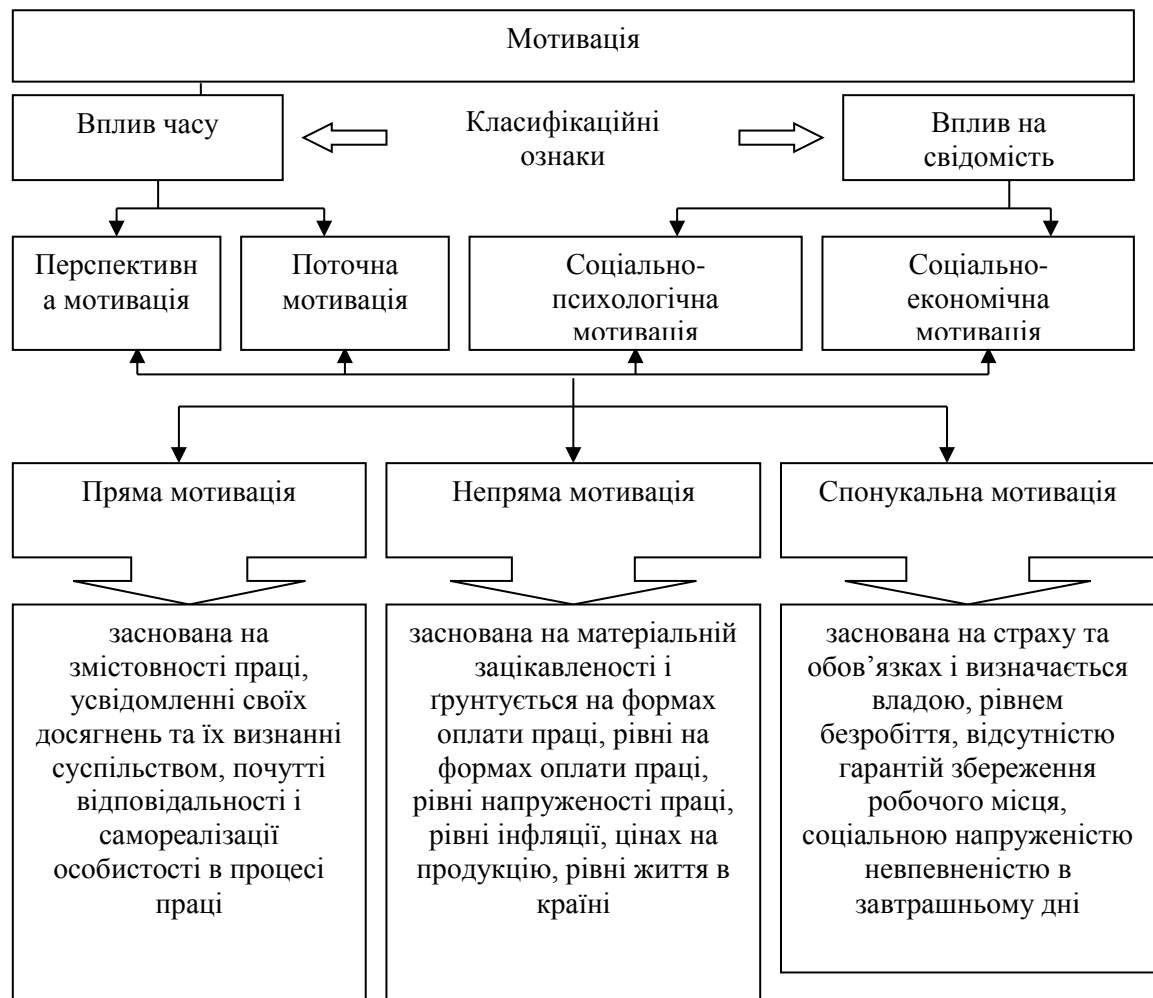 Мотивація
Вплив часу
Класифікаційні
ознаки
Вплив на
свідомість
Перспективн
а мотивація
Поточна
мотивація
Соціально-
психологічна
мотивація
Соціально-
економічна
мотивація
Пряма мотивація
Непряма мотивація
Спонукальна мотивація
заснована на
змістовності праці,
усвідомленні своїх
досягнень та їх визнанні
суспільством, почутті
відповідальності і
самореалізації
особистості в процесі
праці
заснована на матеріальній
зацікавленості і
ґрунтується на формах
оплати праці, рівні на
формах оплати праці,
рівні напруженості праці,
рівні інфляції, цінах на
продукцію, рівні життя в
країні
заснована на страху та
обов’язках і визначається
владою, рівнем
безробіття, відсутністю
гарантій збереження
робочого місця,
соціальною напруженістю
невпевненістю в
завтрашньому дні